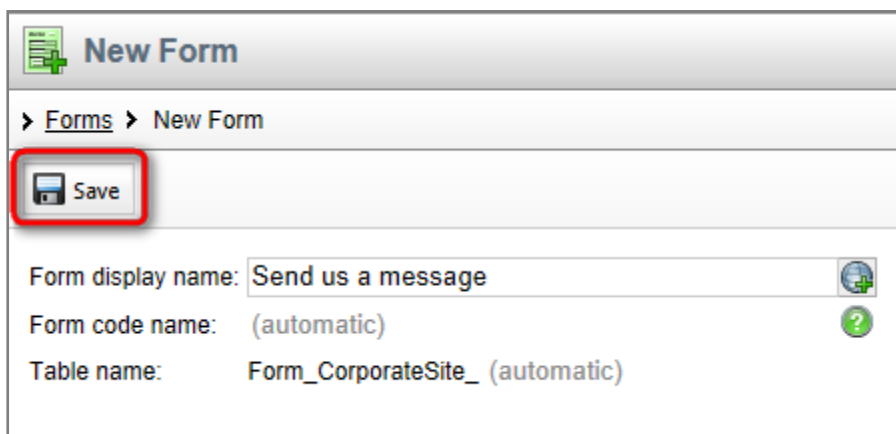 New Form
Forms New Form
Save
Form display name: Send us a message
Form code name: (automatic)
Table name: Form_CorporateSite_ (automatic)